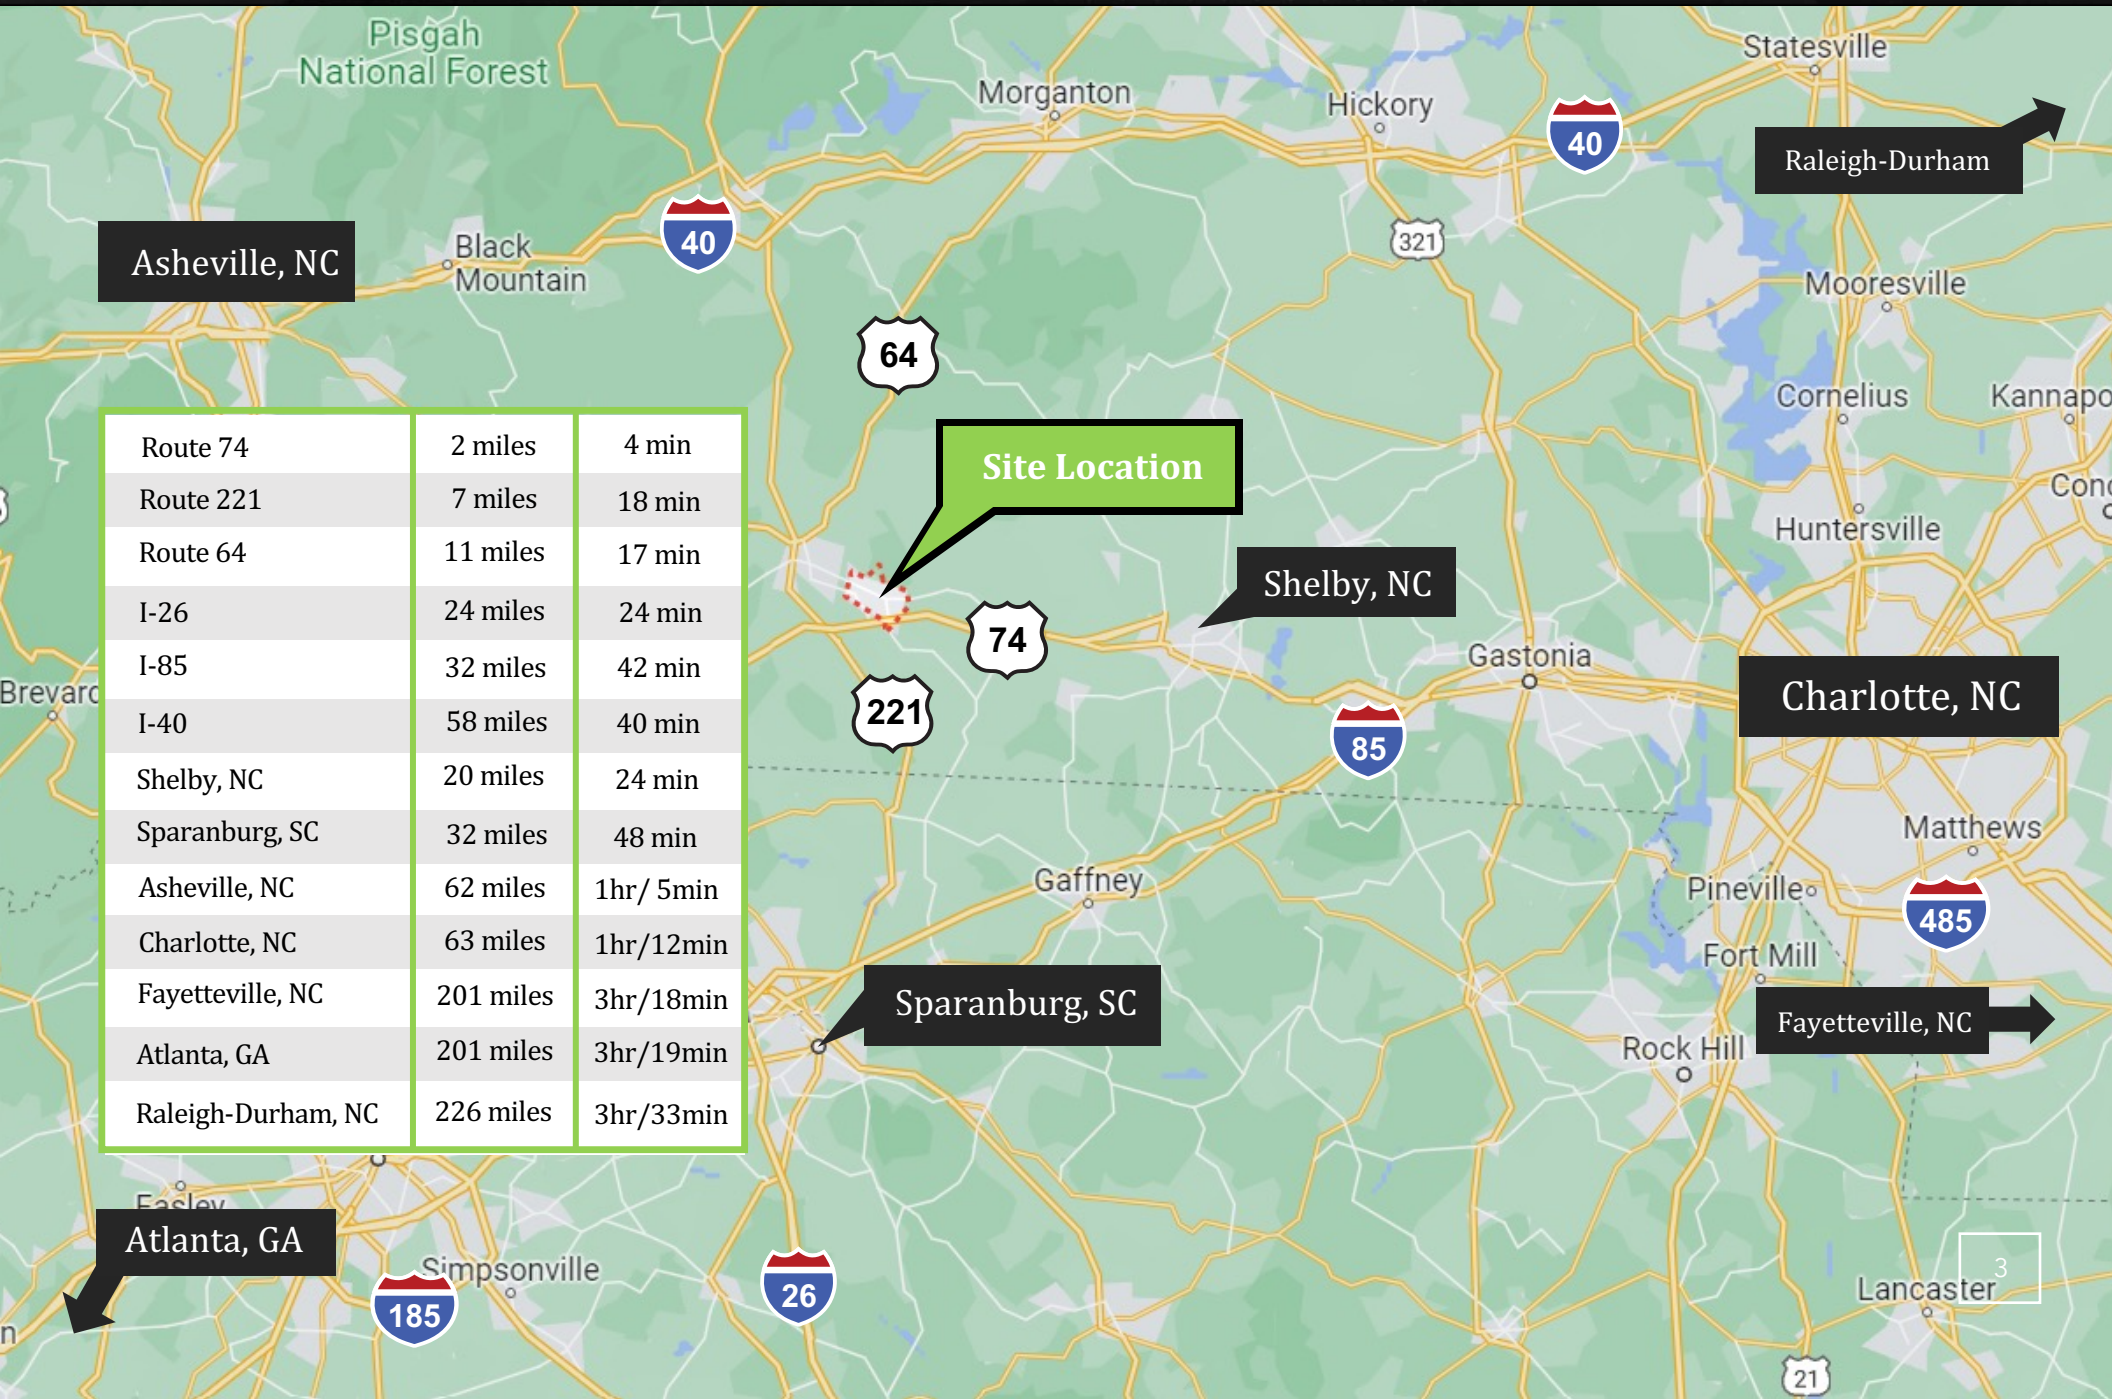 Pisgah
National Forest
Statesville
Morganton
Hickory
40
Raleigh-Durham
40
321
Asheville, NC
Black
Mountain
Mooresville
64
Cornelius
Kannapo
Site Location
Conc
Huntersville
Shelby, NC
74
Gastonia
Charlotte, NC
221
85
Brevard
Route 74 2 miles 4 min
Route 221 7 miles 18 min
Route 64 11 miles 17 min
I-26 24 miles 24 min
I-85 32 miles 42 min
I-40 58 miles 40 min
Shelby, NC 20 miles 24 min
Sparanburg, SC 32 miles 48 min
Asheville, NC 62 miles 1hr/ 5min
Charlotte, NC 63 miles 1hr/12min
Fayetteville, NC 201 miles 3hr/18min
Atlanta, GA 201 miles 3hr/19min
Raleigh-Durham, NC 226 miles 3hr/33min
Matthews
Gaffney
Pineville
485
Fort Mill
Sparanburg, SC
Fayetteville, NC
Rock Hill
Easley
Atlanta, GA
Simpsonville
185
26
3
Lancaster
n
21